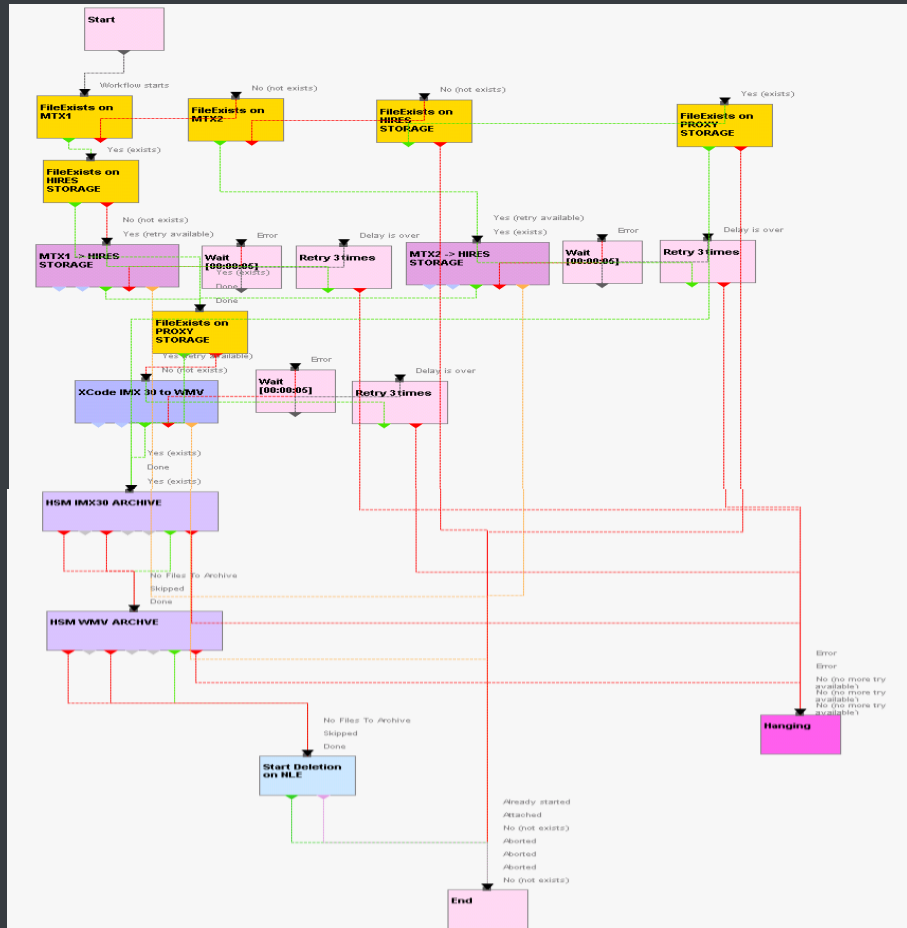 Start
Workflow starts
No (not exists)
No (not exists)
Yes (exists)
FileExists on
MTX1
FileExists on
MTX2
FileExists on
HIRES
STORAGE
FileExists on
PROXY
STORAGE
Yes (exists)
FileExists on
HIRES
STORAGE
No (not exists)
Yes (retry available)
Yes (retry available)
Yes (exists)
Error
Delay is over
Error
Delay is over
MTX1 -> HIRES
STORAGE
Wait
[00:00:05]
Retry 3 times
MTX2 -> HIRES
STORAGE
Wait
[00:00:05]
Retry 3 times
Yes (exists)
Done
Done
FileExists on
PROXY
STORAGE
Yes (retry available)
No (not exists)
Error
Delay is over
XCode IMX 30 to WMV
Wait
[00:00:05]
Retry 3 times
Yes (exists)
Done
Yes (exists)
HSM IMX30 ARCHIVE
No Files To Archive
Skipped
Done
HSM WMV ARCHIVE
Error
Error
No (no more try
available)
No (no more try
available)
No (no more try
available)
Hanging
No Files To Archive
Skipped
Done
Start Deletion
on NLE
Already started
Attached
No (not exists)
Aborted
Aborted
Aborted
No (not exists)
End